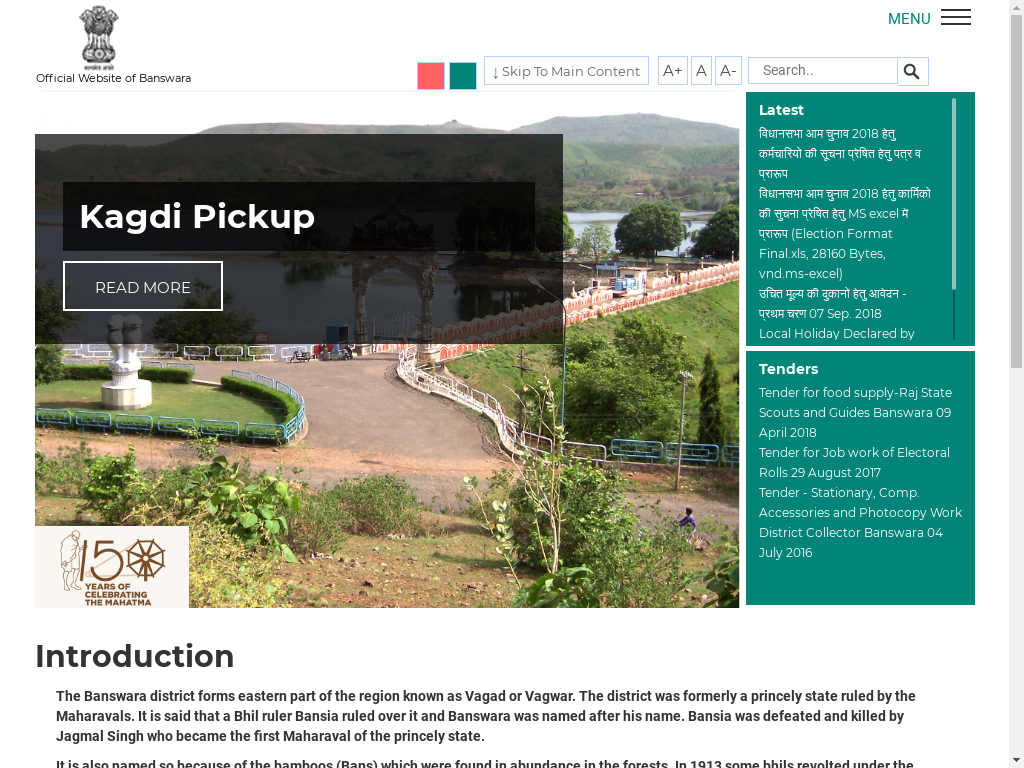 MENU
Official Website of Banswara
↓ Skip To Main Content
A+
A
A-
Search..
Kagdi Pickup
READ MORE
150
YEARS OF
CELEBRATING
THE MAHATMA
Latest
विधानसभा आम चुनाव 2018 हेतु
कर्मचारियो की सूचना प्रेषित हेतु पत्र व
प्रारूप
विधानसभा आम चुनाव 2018 हेतु कार्मिको
की सुचना प्रेषित हेतु MS excel में
प्रारूप (Election Format
Final.xls, 28160 Bytes,
vnd.ms-excel)
उचित मूल्य की दुकानो हेतु आवेदन -
प्रथम चरण 07 Sep. 2018
Local Holiday Declared by
Tenders
Tender for food supply-Raj State
Scouts and Guides Banswara 09
April 2018
Tender for Job work of Electoral
Rolls 29 August 2017
Tender - Stationary, Comp.
Accessories and Photocopy Work
District Collector Banswara 04
July 2016
Introduction
The Banswara district forms eastern part of the region known as Vagad or Vagwar. The district was formerly a princely state ruled by the
Maharavals. It is said that a Bhil ruler Bansia ruled over it and Banswara was named after his name. Bansia was defeated and killed by
Jagmal Singh who became the first Maharaval of the princely state.
It is also named so because of the bamboos (Bans) which were found in abundance in the forests. In 1913 some bhils revolted under the